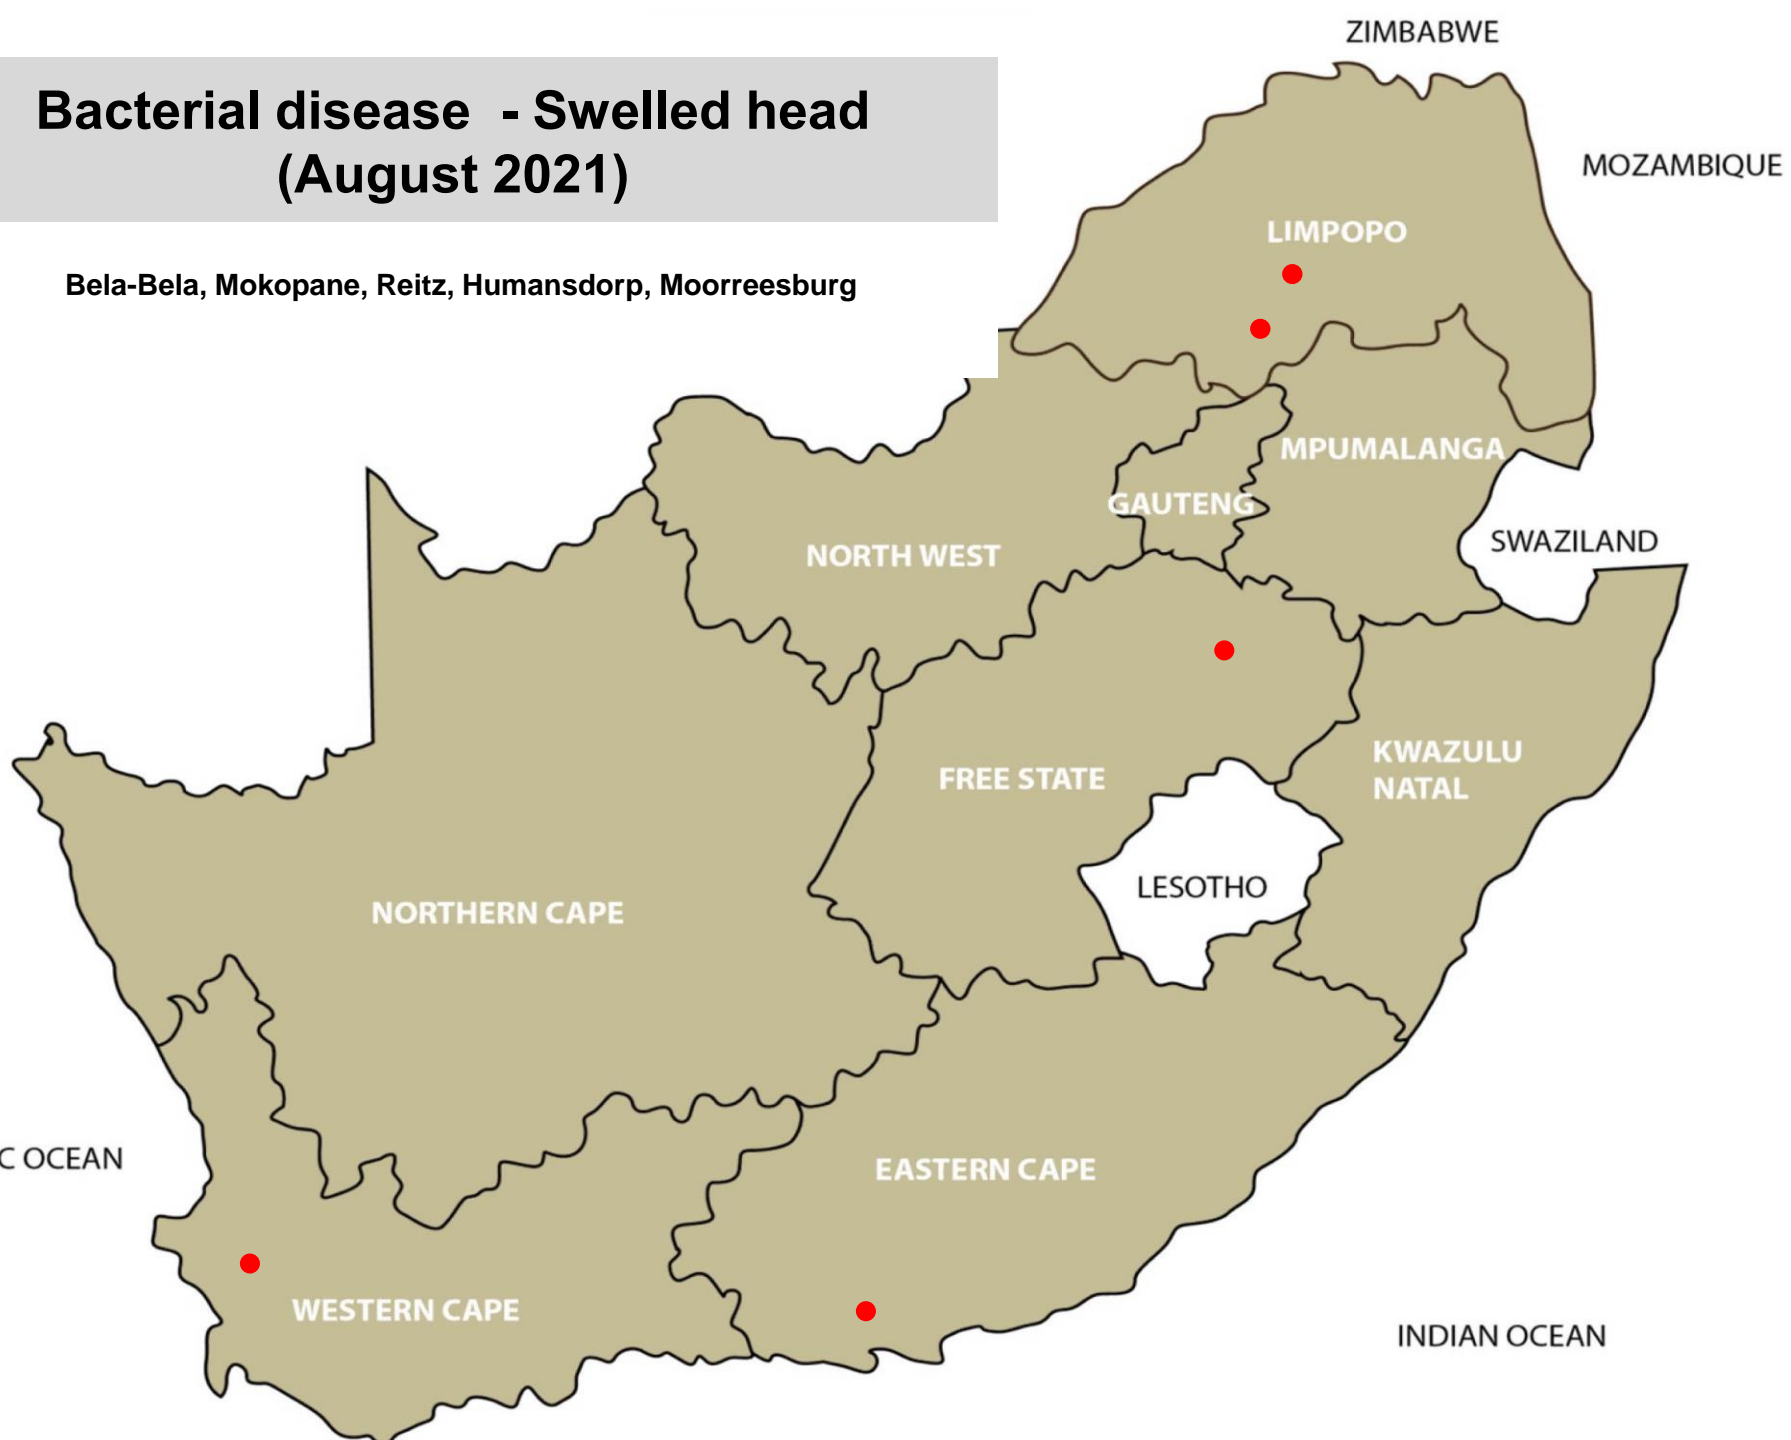 Bacterial disease - Swelled head
(August 2021)
Bela-Bela, Mokopane, Reitz, Humansdorp, Moorreesburg
ZIMBABWE
MOZAMBIQUE
LIMPOPO
MPUMALANGA
GAUTENG
SWAZILAND
NORTH WEST
KWAZULU
NATAL
FREE STATE
LESOTHO
NORTHERN CAPE
C OCEAN
EASTERN CAPE
WESTERN CAPE
INDIAN OCEAN